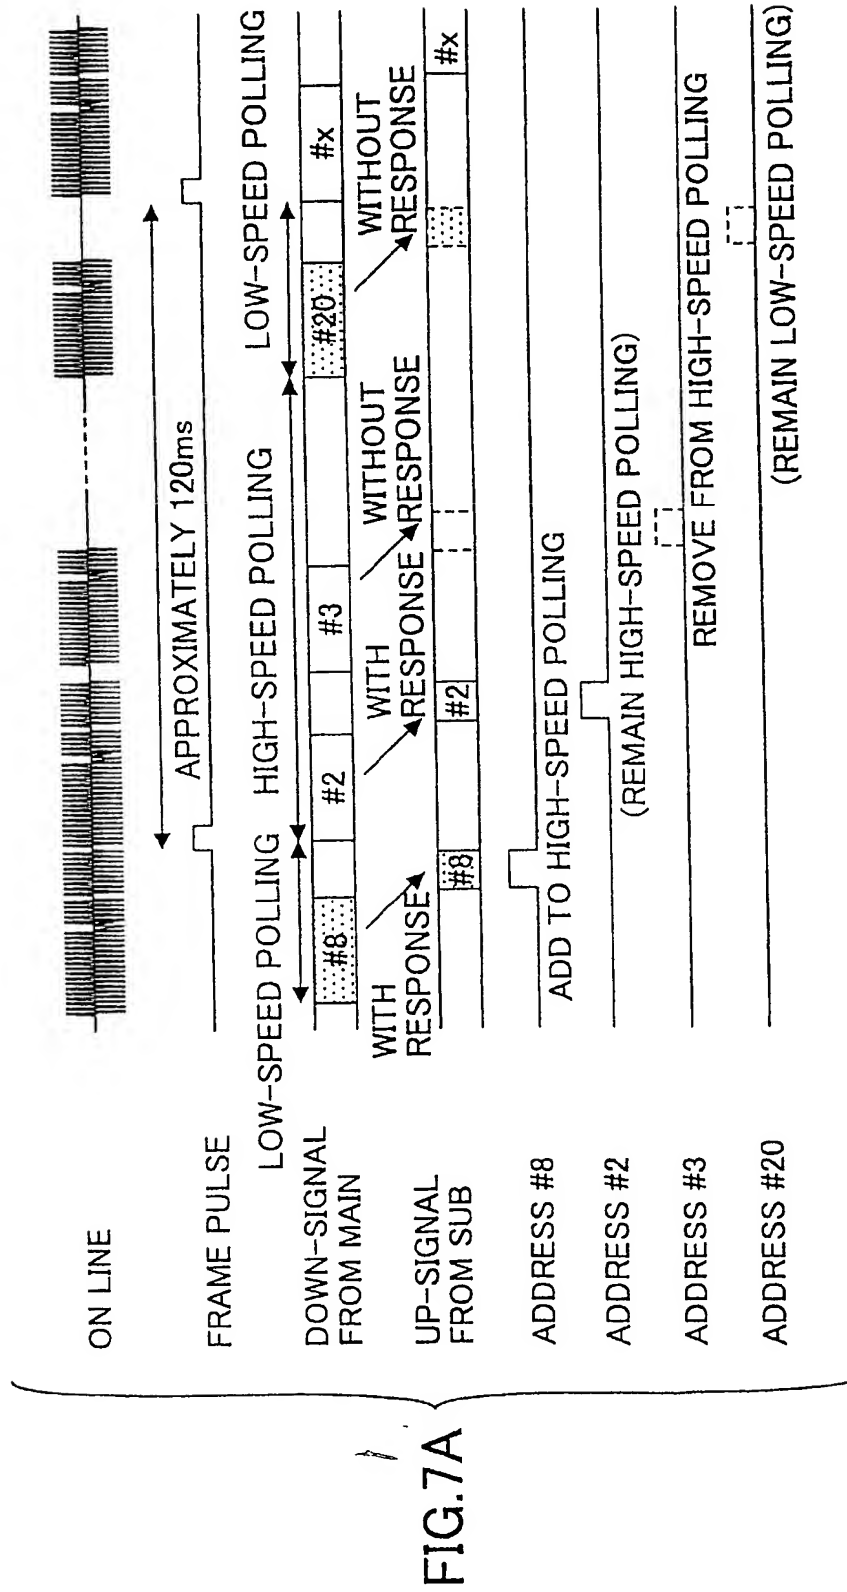 ON LINE
FRAME PULSE
APPROXIMATELY 120ms
LOW-SPEED POLLING
HIGH-SPEED POLLING
LOW-SPEED POLLING
DOWN-SIGNAL
FROM MAIN
#8
#2
#3
#20
#x
WITH
RESPONSE
WITH
RESPONSE
WITHOUT
RESPONSE
WITHOUT
RESPONSE
UP-SIGNAL
FROM SUB
#8
#2
#x
ADDRESS #8
ADD TO HIGH-SPEED POLLING
ADDRESS #2
(REMAIN HIGH-SPEED POLLING)
ADDRESS #3
REMOVE FROM HIGH-SPEED POLLING
ADDRESS #20
(REMAIN LOW-SPEED POLLING)
FIG.7A